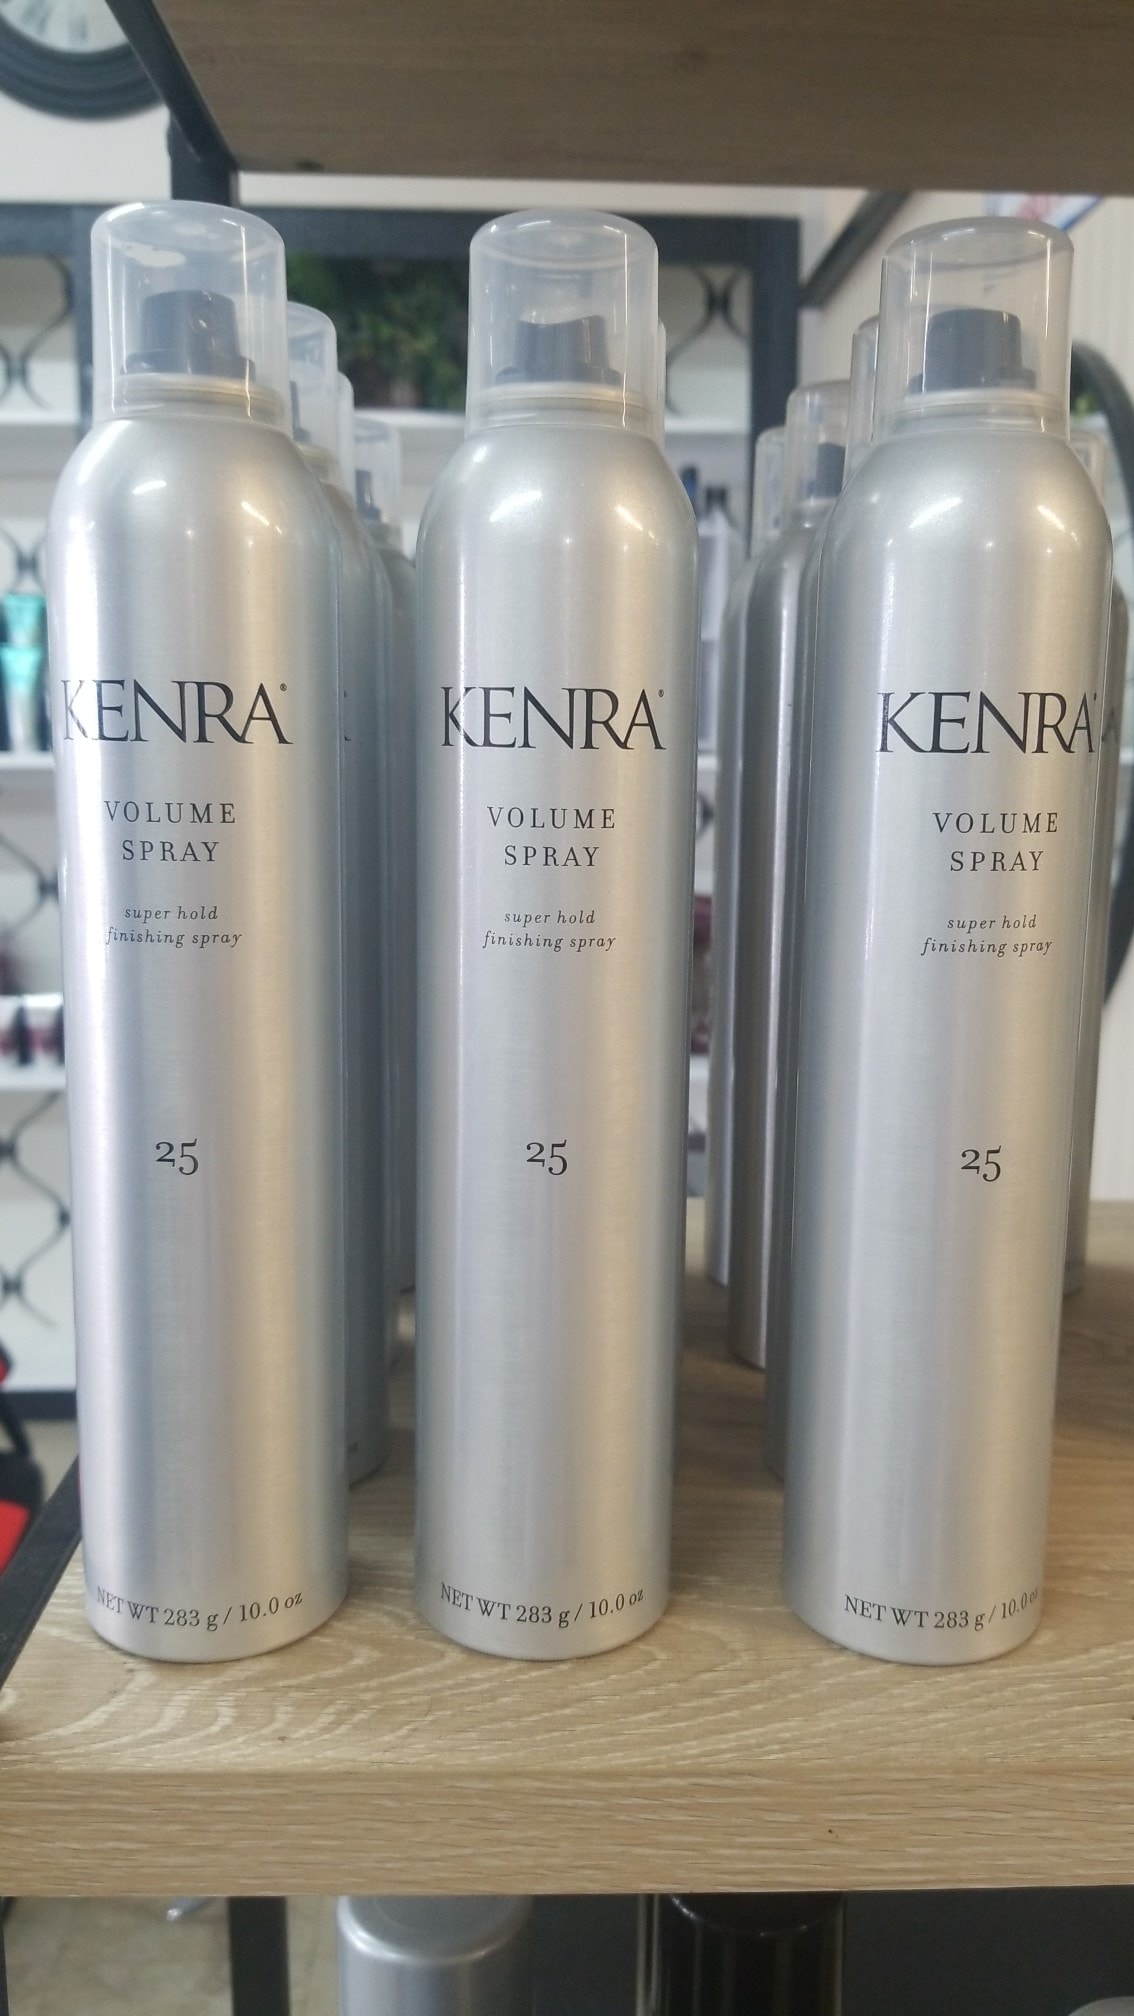 KENRA®
VOLUME
SPRAY
super hold
finishing spray
25
NET WT 283 g / 10.0 oz
KENRA®
VOLUME
SPRAY
super hold
finishing spray
25
NET WT 283 g / 10.0 oz
KENRA®
VOLUME
SPRAY
super hold
finishing spray
25
NET WT 283 g / 10.0 oz
A